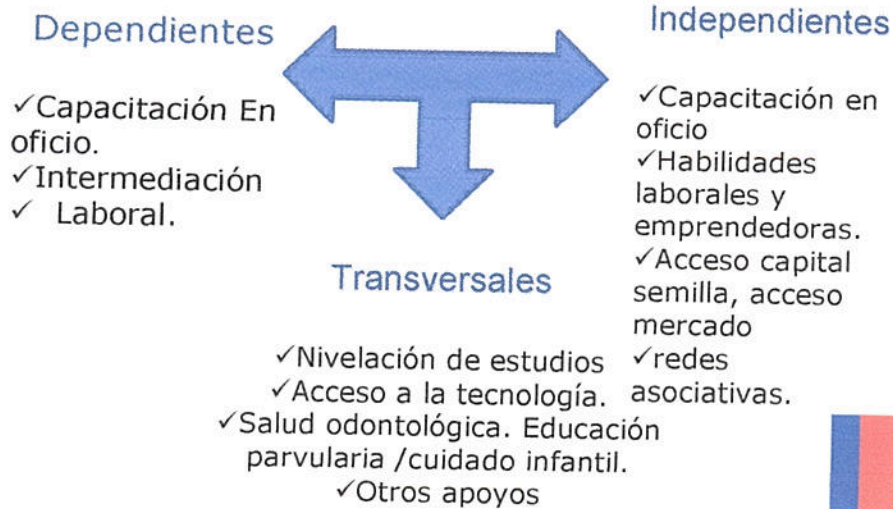 Dependientes
✓Capacitación En
oficio.
✓Intermediación
✓ Laboral.
Independientes
✓Capacitación en
oficio
✓Habilidades
laborales y
emprendedoras.
✓Acceso capital
semilla, acceso
mercado
✓redes
asociativas.
Transversales
✓Nivelación de estudios
✓Acceso a la tecnología.
✓Salud odontológica. Educación
parvularia /cuidado infantil.
✓Otros apoyos